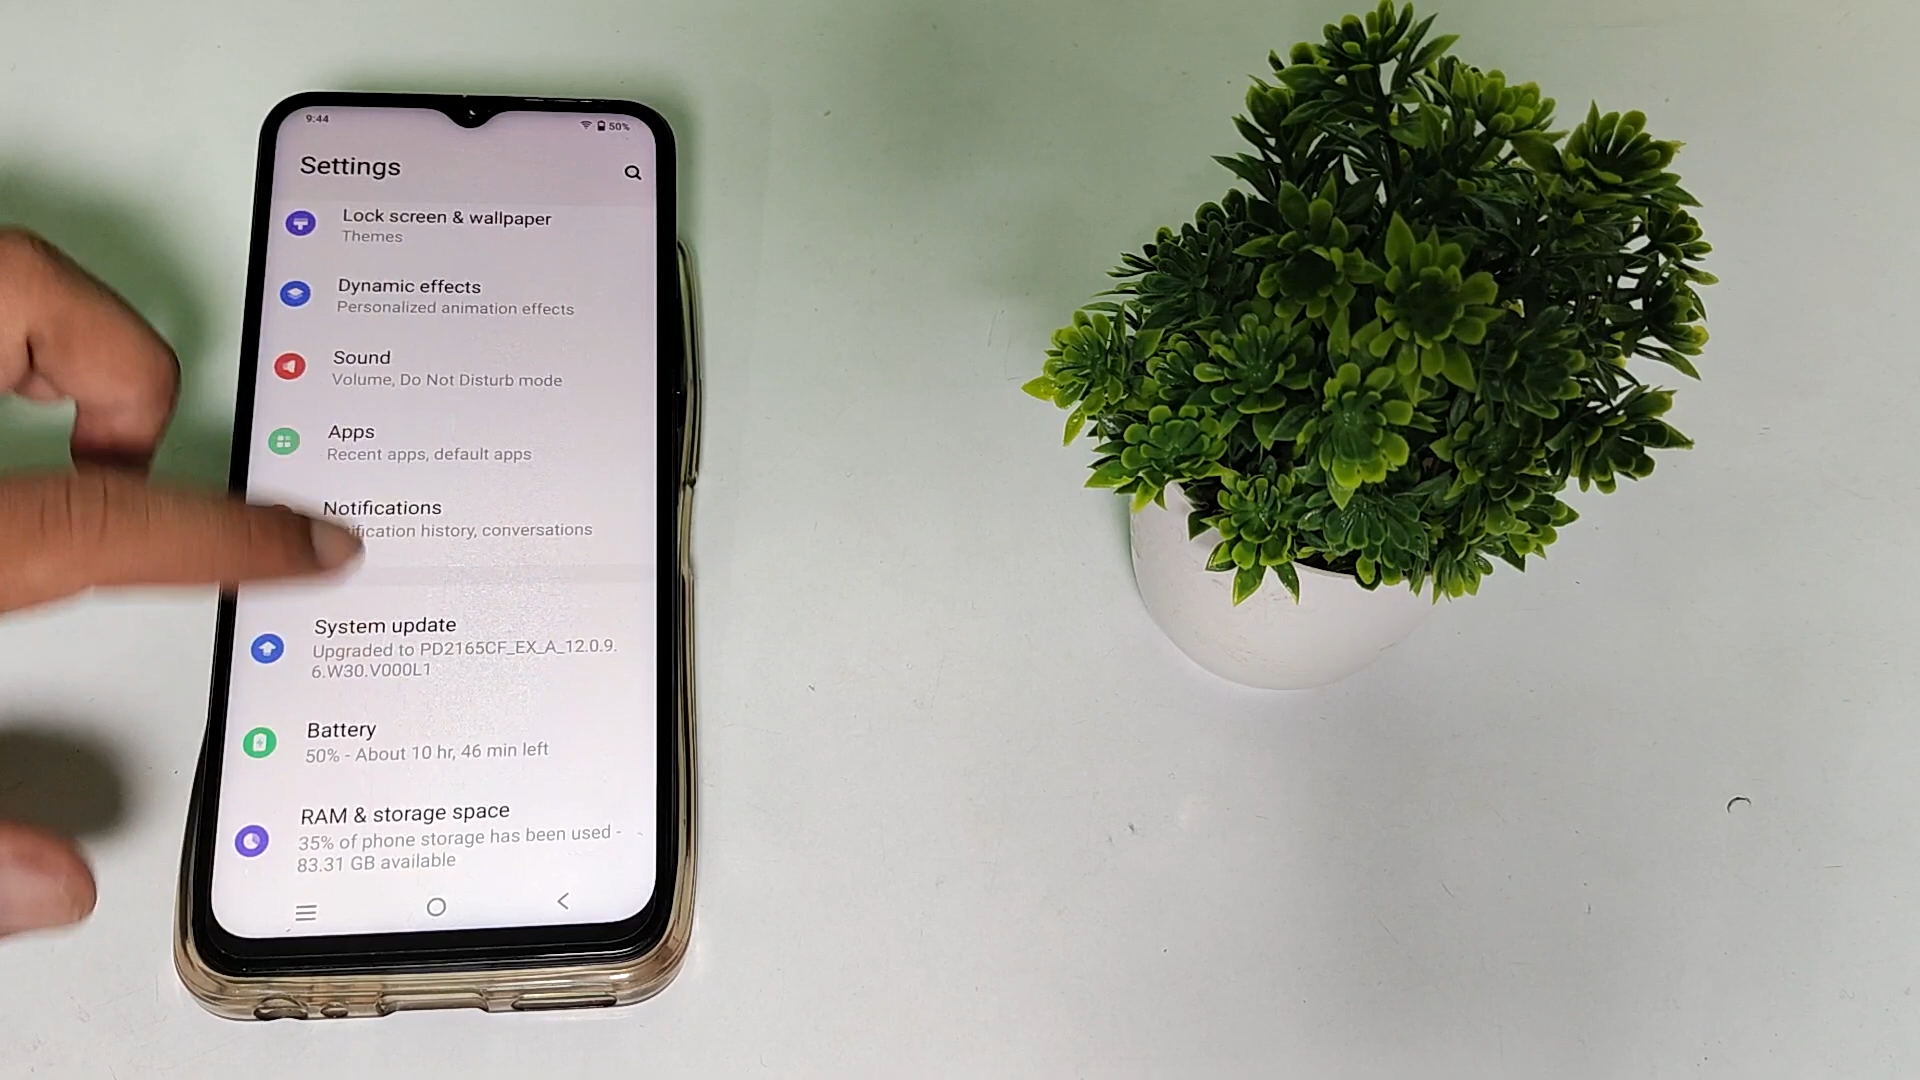 9:44
50%
Settings
Lock screen & wallpaper
Themes
Dynamic effects
Personalized animation effects
Sound
Volume, Do Not Disturb mode
Apps
Recent apps, default apps
Notifications
history, conversations
System update
Upgraded to PD2165CF_EX_A_12.0.9.
6.W30.V000L1
Battery
50% - About 10 hr, 46 min left
RAM & storage space
35% of phone storage has been used -
83.31 GB available